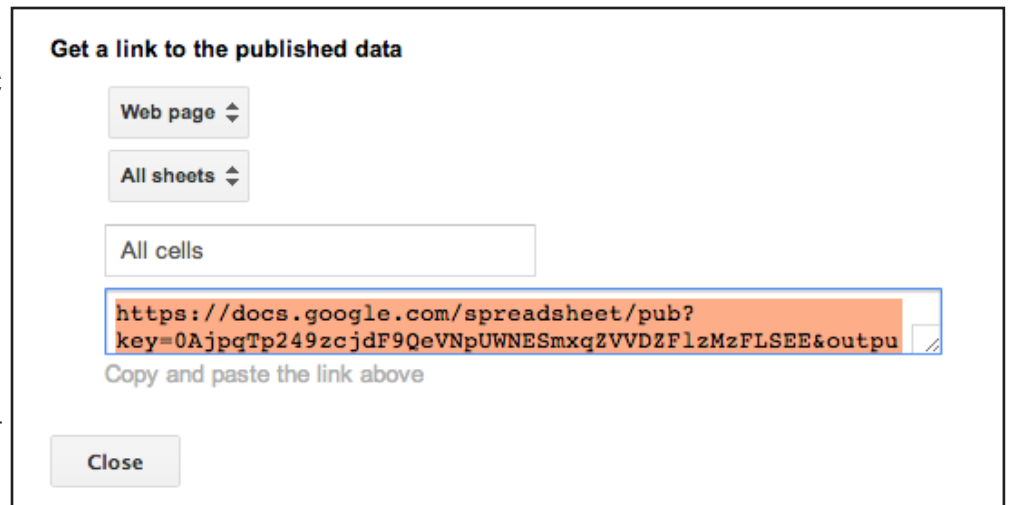 Get a link to the published data
Web page
All sheets
All cells
https://docs.google.com/spreadsheet/pub?
key=0AjpqTp249zcjdF9QeVNpUWNESmxqZVVDZFlzMzFLSEE&outpu
Copy and paste the link above
Close